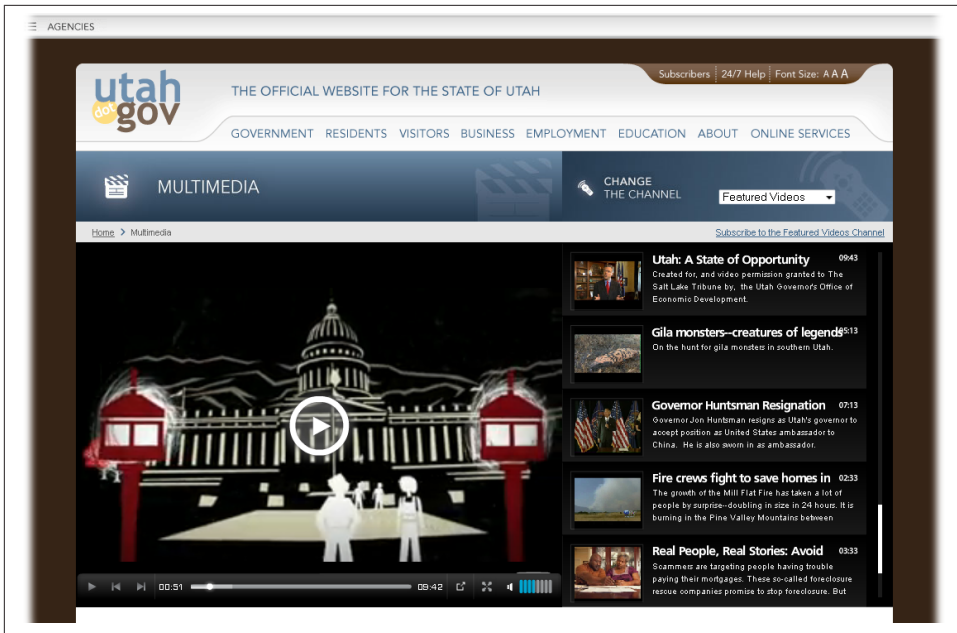 AGENCIES
Subscribers 24/7 Help Font Size: A A A
utah
dot
gov
THE OFFICIAL WEBSITE FOR THE STATE OF UTAH
GOVERNMENT RESIDENTS VISITORS BUSINESS EMPLOYMENT EDUCATION ABOUT ONLINE SERVICES
MULTIMEDIA
CHANGE
THE CHANNEL
Featured Videos
Home > Multimedia
Subscribe to the Featured Videos Channel
Utah: A State of Opportunity 09:43
Created for, and video permission granted to The
Salt Lake Tribune by, the Utah Governor's Office of
Economic Development.
Gila monsters--creatures of legends 05:13
On the hunt for gila monsters in southern Utah.
Governor Huntsman Resignation 07:13
Governor Jon Huntsman resigns as Utah's governor to
accept position as United States ambassador to
China. He is also sworn in as ambassador.
Fire crews fight to save homes in 02:33
The growth of the Mill Flat Fire has taken a lot of
people by surprise--doubling in size in 24 hours. It is
burning in the Pine Valley Mountains between
Real People, Real Stories: Avoid 03:33
Scammers are targeting people having trouble
paying their mortgages. These so-called foreclosure
rescue companies promise to stop foreclosure. But
00:51 09:42